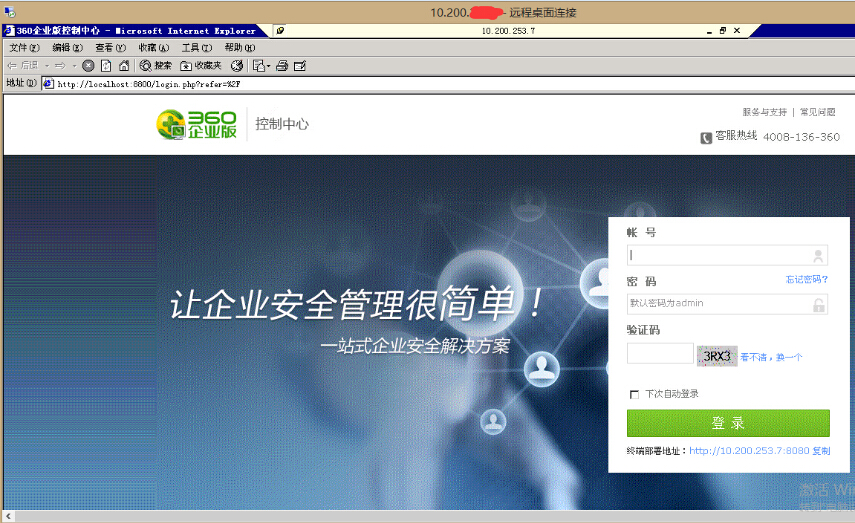 10.200. - 远程桌面连接
360企业版控制中心 - Microsoft Internet Explorer
10.200.253.7
文件(F) 编辑(E) 查看(V) 收藏(A) 工具(T) 帮助(H)
后退 搜索 收藏夹
地址(D) http://localhost:8800/login.php?refer=%2F
360企业版 控制中心
服务与支持 | 常见问题
客服热线 4008-136-360
帐 号
密 码 忘记密码?
默认密码为admin
验证码
3RX3 看不清,换一个
下次自动登录
登 录
终端部署地址:http://10.200.253.7:8080 复制
让企业安全管理很简单!
一站式企业安全解决方案
激活 Win